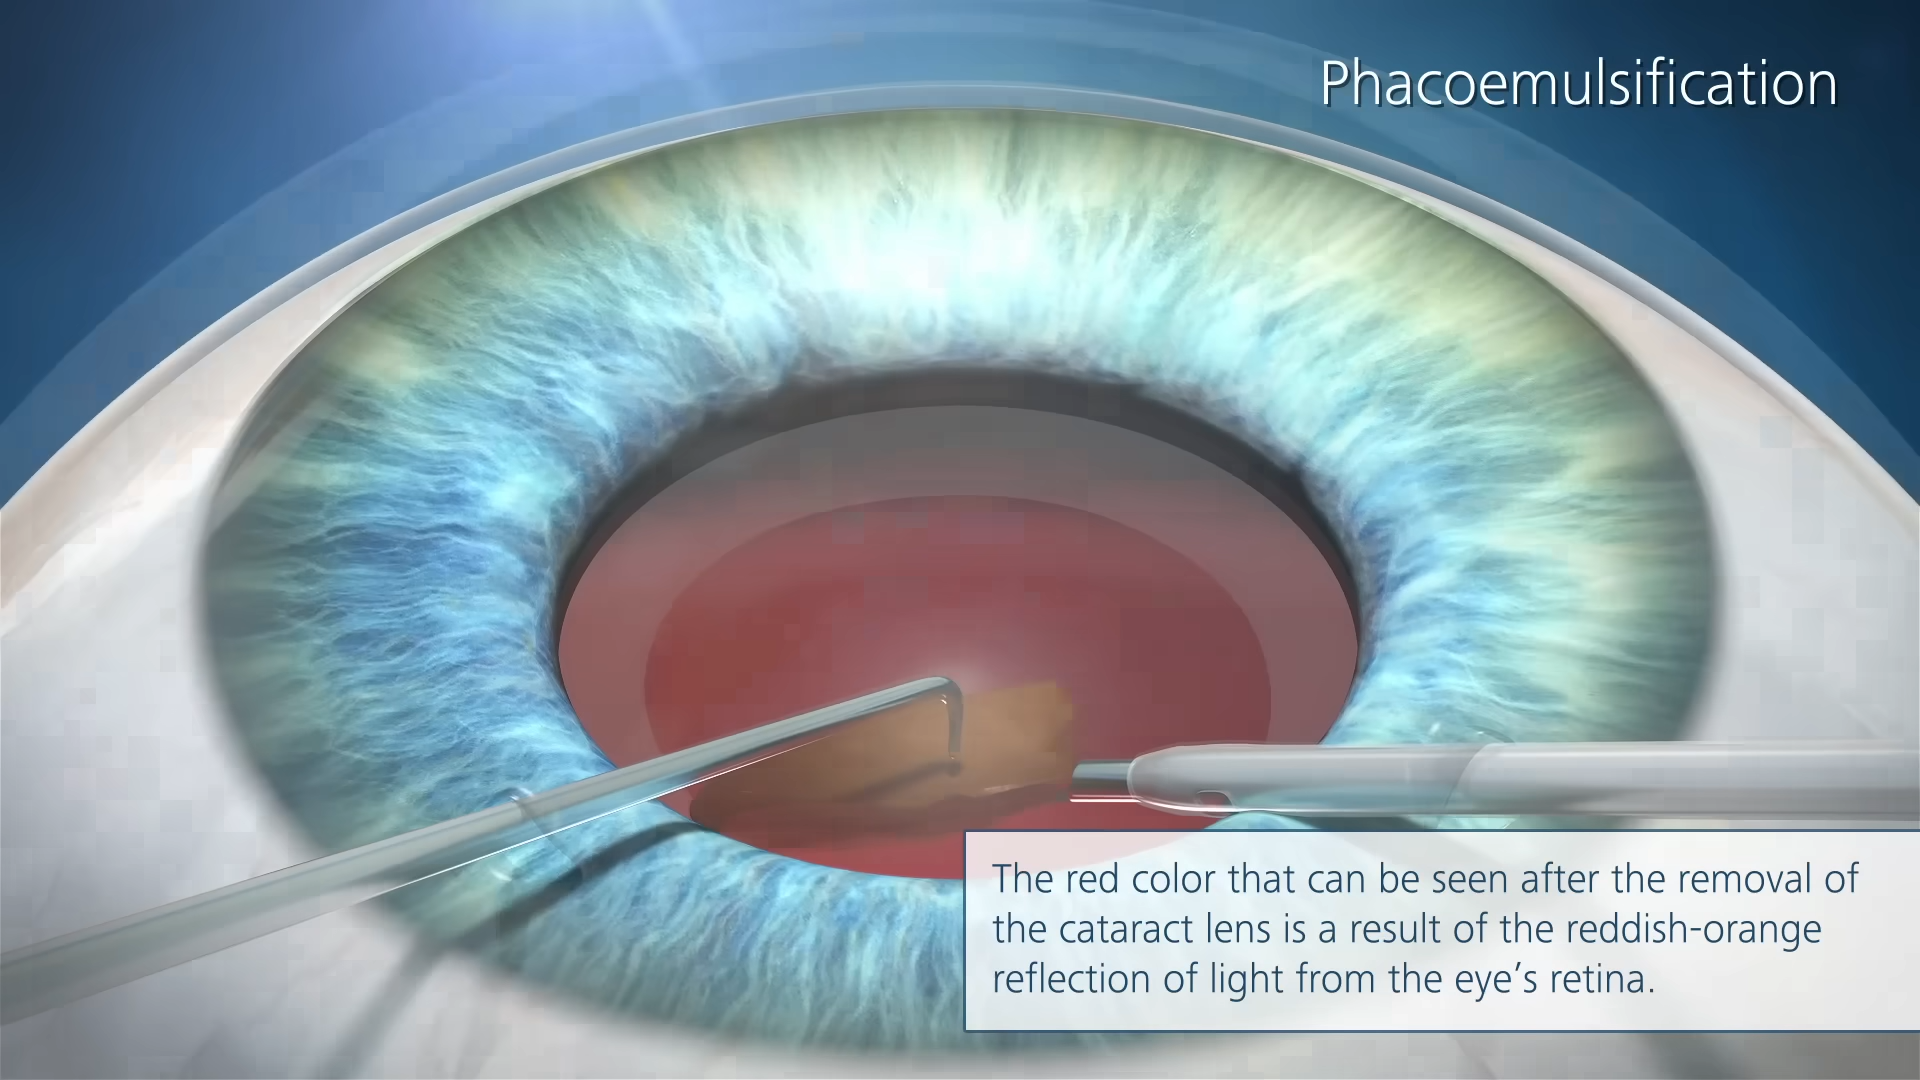 Phacoemulsification
The red color that can be seen after the removal of
the cataract lens is a result of the reddish-orange
reflection of light from the eye’s retina.